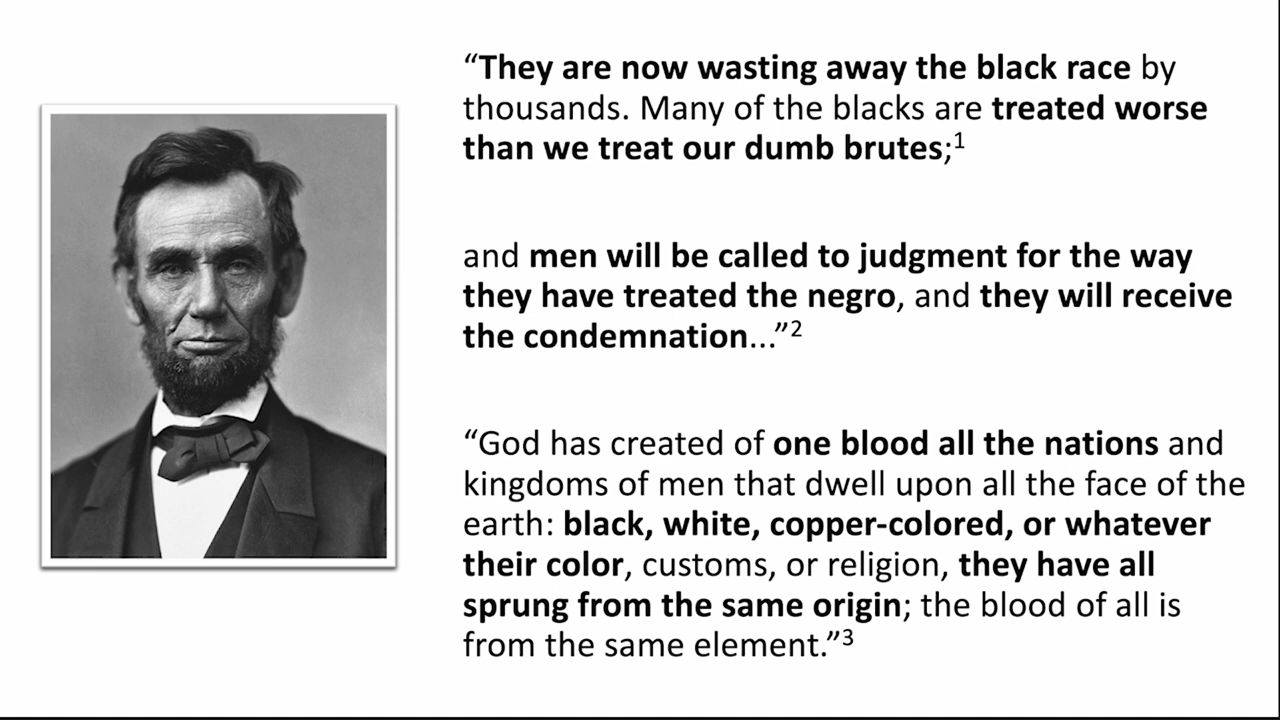 “They are now wasting away the black race by
thousands. Many of the blacks are treated worse
than we treat our dumb brutes;1
and men will be called to judgment for the way
they have treated the negro, and they will receive
the condemnation...”2
“God has created of one blood all the nations and
kingdoms of men that dwell upon all the face of the
earth: black, white, copper-colored, or whatever
their color, customs, or religion, they have all
sprung from the same origin; the blood of all is
from the same element.”3